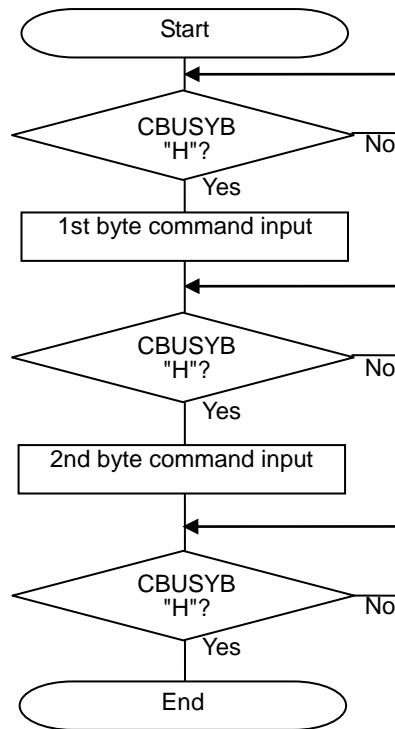 Start
CBUSYB
"H"?
No
Yes
1st byte command input
CBUSYB
"H"?
No
Yes
2nd byte command input
CBUSYB
"H"?
No
Yes
End